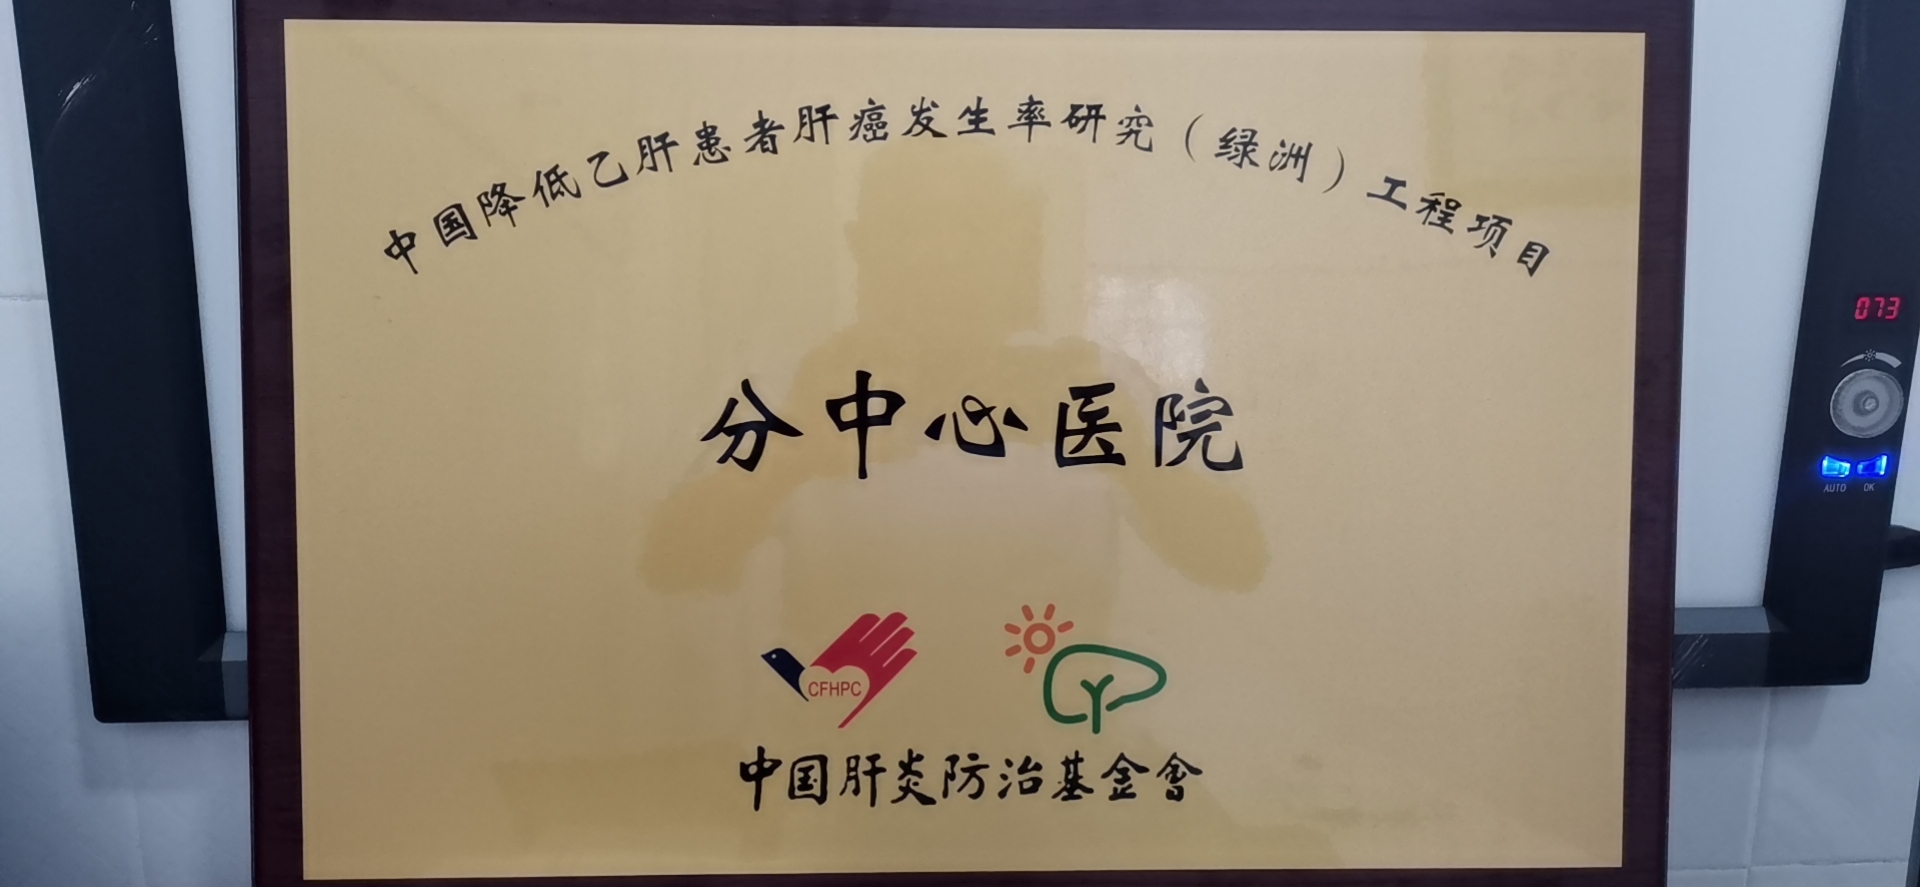 中国降低乙肝患者肝癌发生率研究（绿洲）工程项目
分中心医院
CFHPC
中国肝炎防治基金會
073
AUTO OK